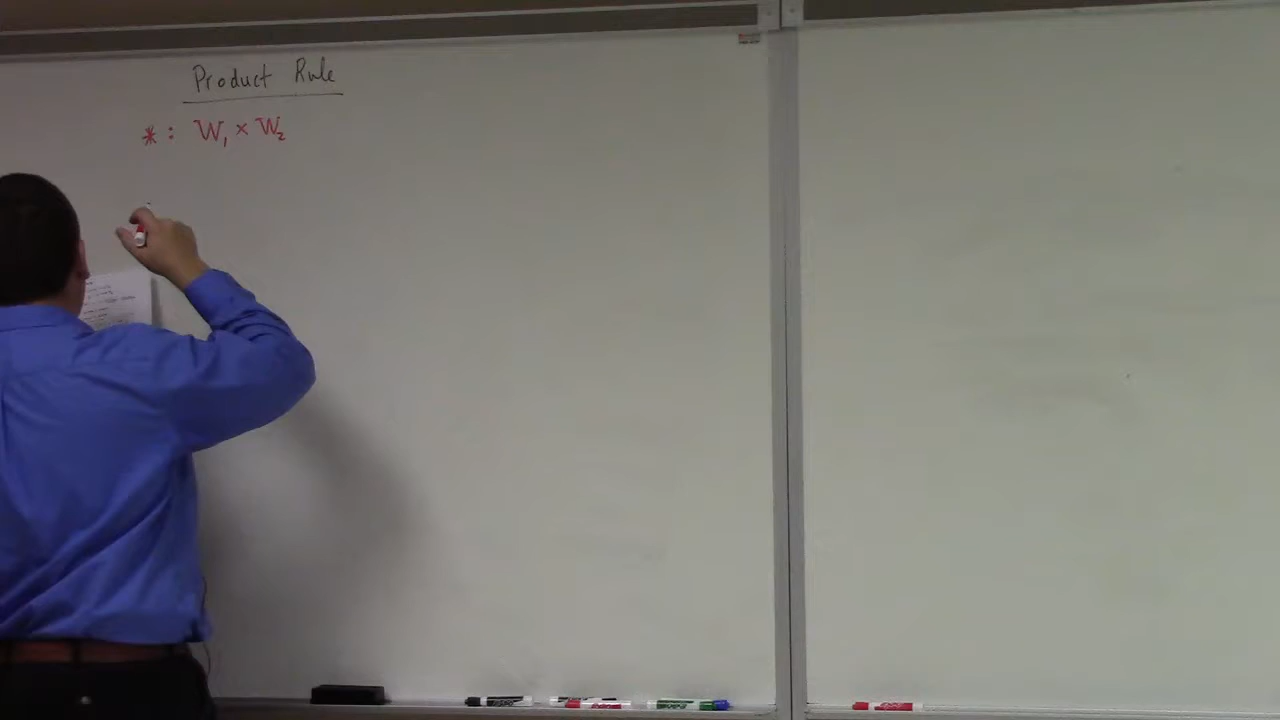 Product Rule
* : W₁ × W₂